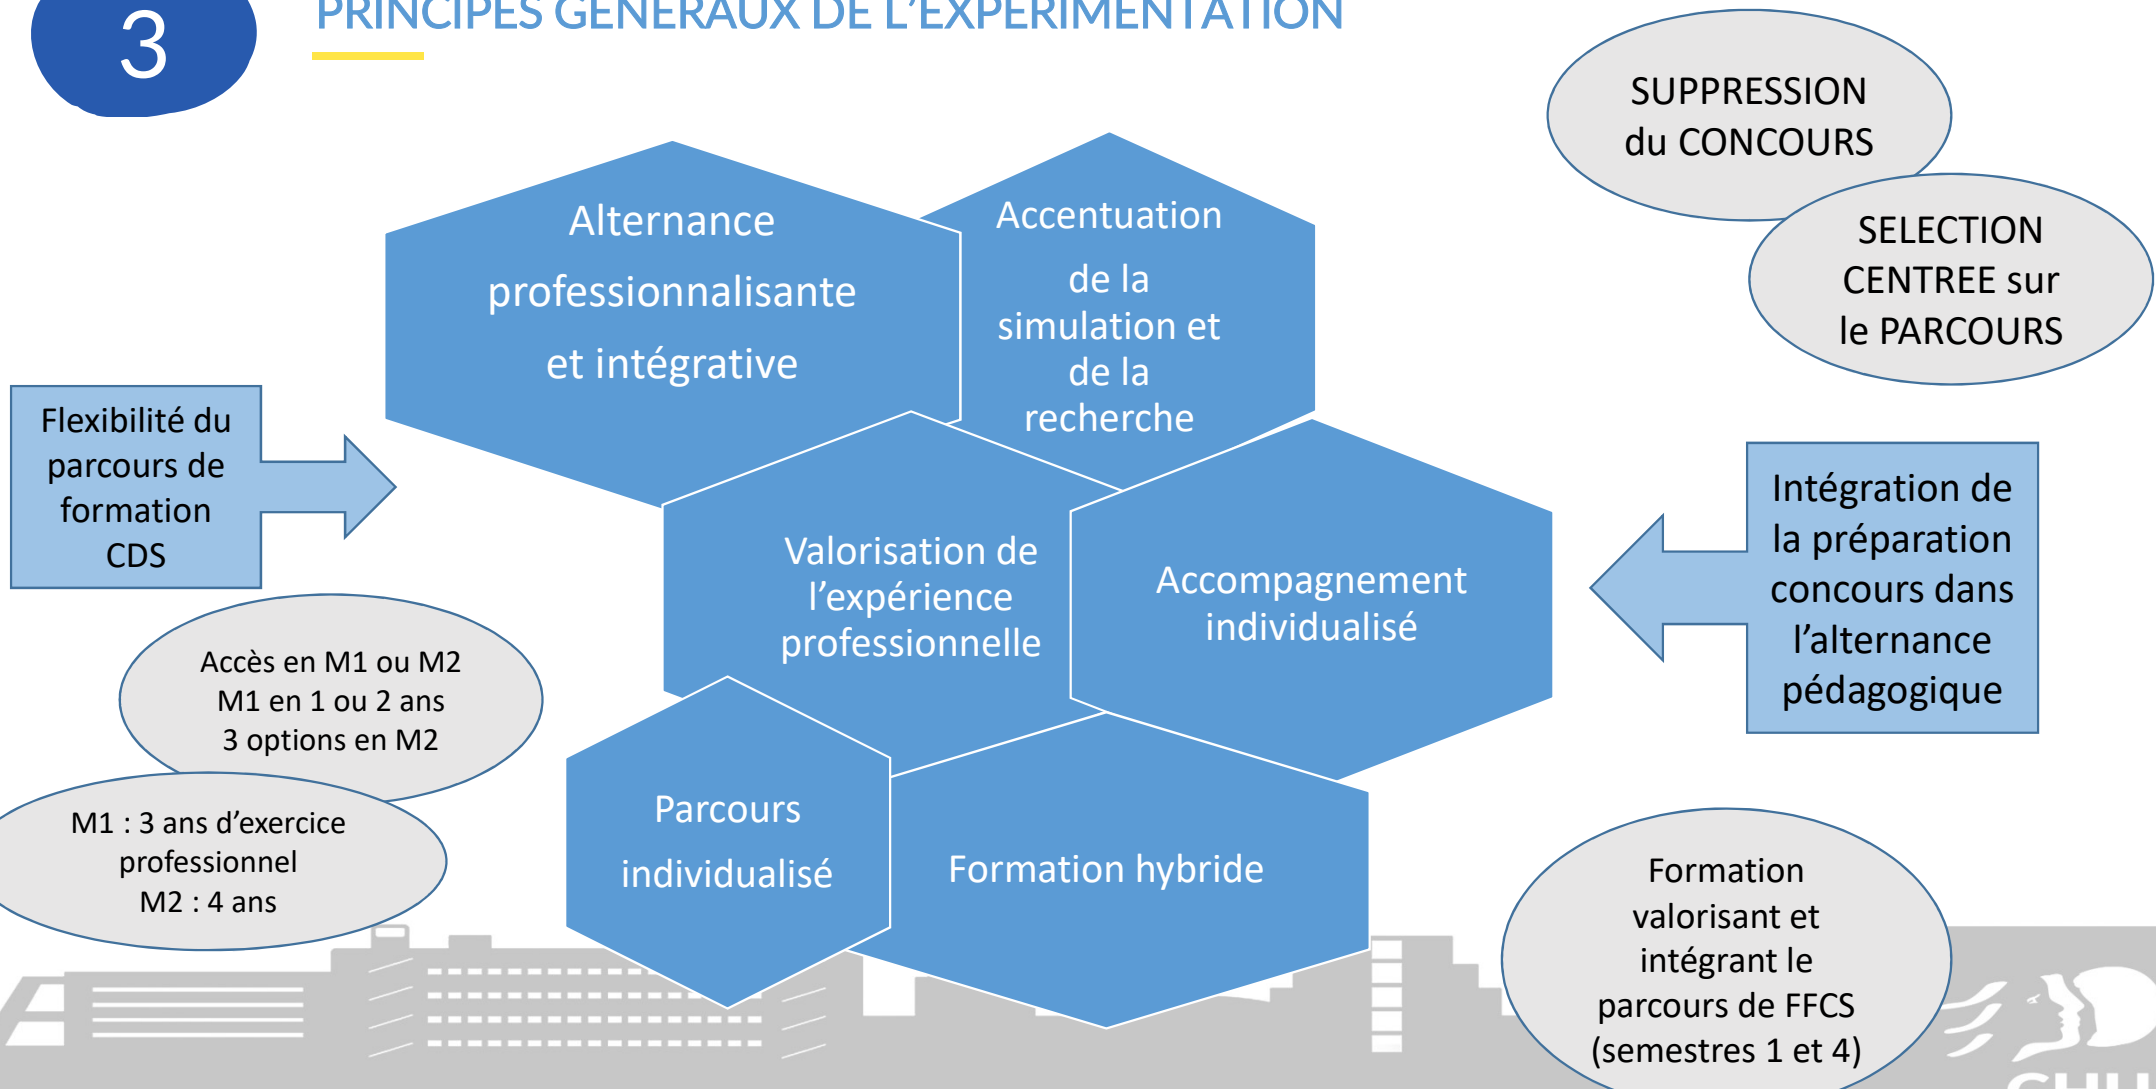 3
PRINCIPES GENERAUX DE L'EXPERIMENTATION
SUPPRESSION
du CONCOURS
SELECTION
CENTREE sur
le PARCOURS
Alternance
professionnalisante
et intégrative
Accentuation
de la
simulation et
de la
recherche
Flexibilité du
parcours de
formation
CDS
Valorisation de
l’expérience
professionnelle
Accompagnement
individualisé
Intégration de
la préparation
concours dans
l’alternance
pédagogique
Accès en M1 ou M2
M1 en 1 ou 2 ans
3 options en M2
M1 : 3 ans d’exercice
professionnel
M2 : 4 ans
Parcours
individualisé
Formation hybride
Formation
valorisant et
intégrant le
parcours de FFCS
(semestres 1 et 4)